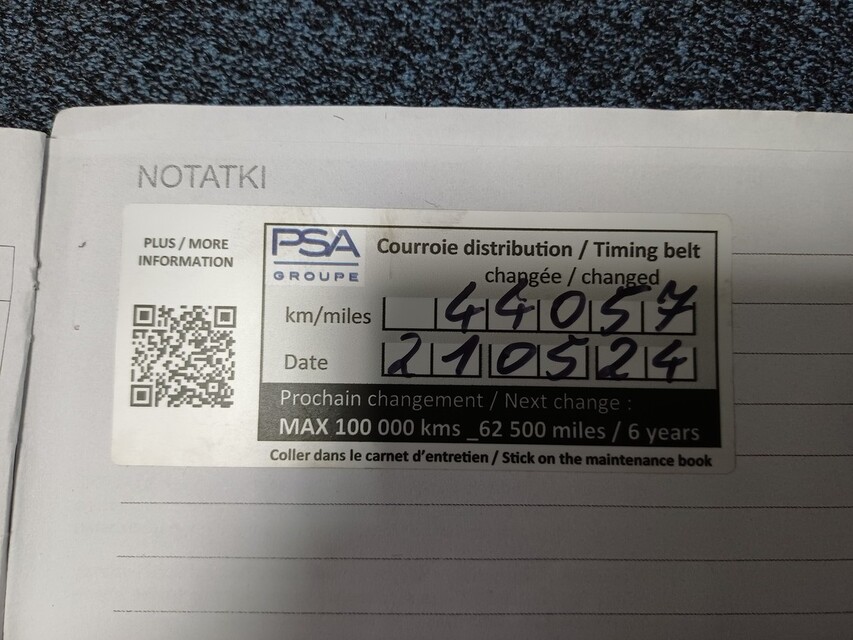 NOTATKI
PLUS / MORE
INFORMATION
PSA
GROUPE
Courroie distribution / Timing belt
changée / changed
km/miles 44057
Date 210524
Prochain changement / Next change :
MAX 100 000 kms _62 500 miles / 6 years
Coller dans le carnet d'entretien / Stick on the maintenance book